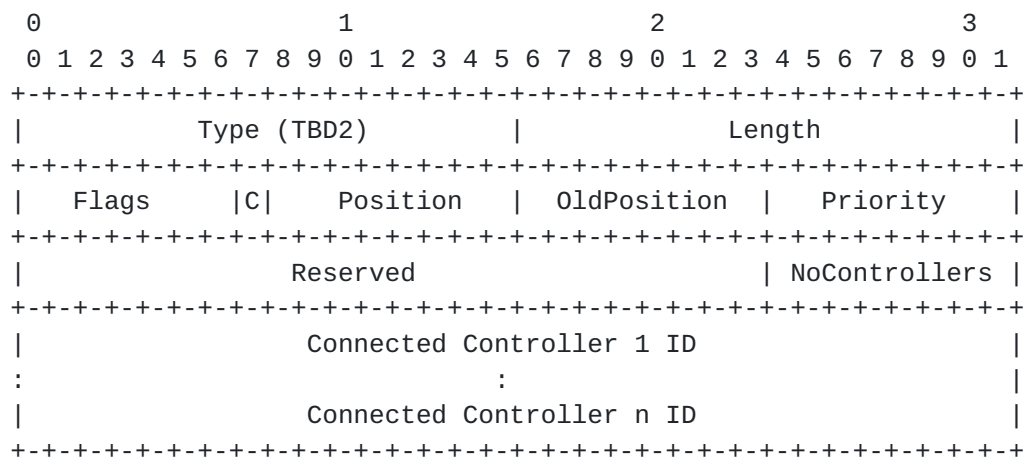 0                   1                   2                   3
 0 1 2 3 4 5 6 7 8 9 0 1 2 3 4 5 6 7 8 9 0 1 2 3 4 5 6 7 8 9 0 1
+-+-+-+-+-+-+-+-+-+-+-+-+-+-+-+-+-+-+-+-+-+-+-+-+-+-+-+-+-+-+-+-+
|           Type (TBD2)         |             Length            |
+-+-+-+-+-+-+-+-+-+-+-+-+-+-+-+-+-+-+-+-+-+-+-+-+-+-+-+-+-+-+-+-+
|   Flags     |C|    Position   |  OldPosition  |   Priority    |
+-+-+-+-+-+-+-+-+-+-+-+-+-+-+-+-+-+-+-+-+-+-+-+-+-+-+-+-+-+-+-+-+
|                 Reserved                      | NoControllers |
+-+-+-+-+-+-+-+-+-+-+-+-+-+-+-+-+-+-+-+-+-+-+-+-+-+-+-+-+-+-+-+-+
|                  Connected Controller 1 ID                    |
:                              :                                |
|                  Connected Controller n ID                    |
+-+-+-+-+-+-+-+-+-+-+-+-+-+-+-+-+-+-+-+-+-+-+-+-+-+-+-+-+-+-+-+-+